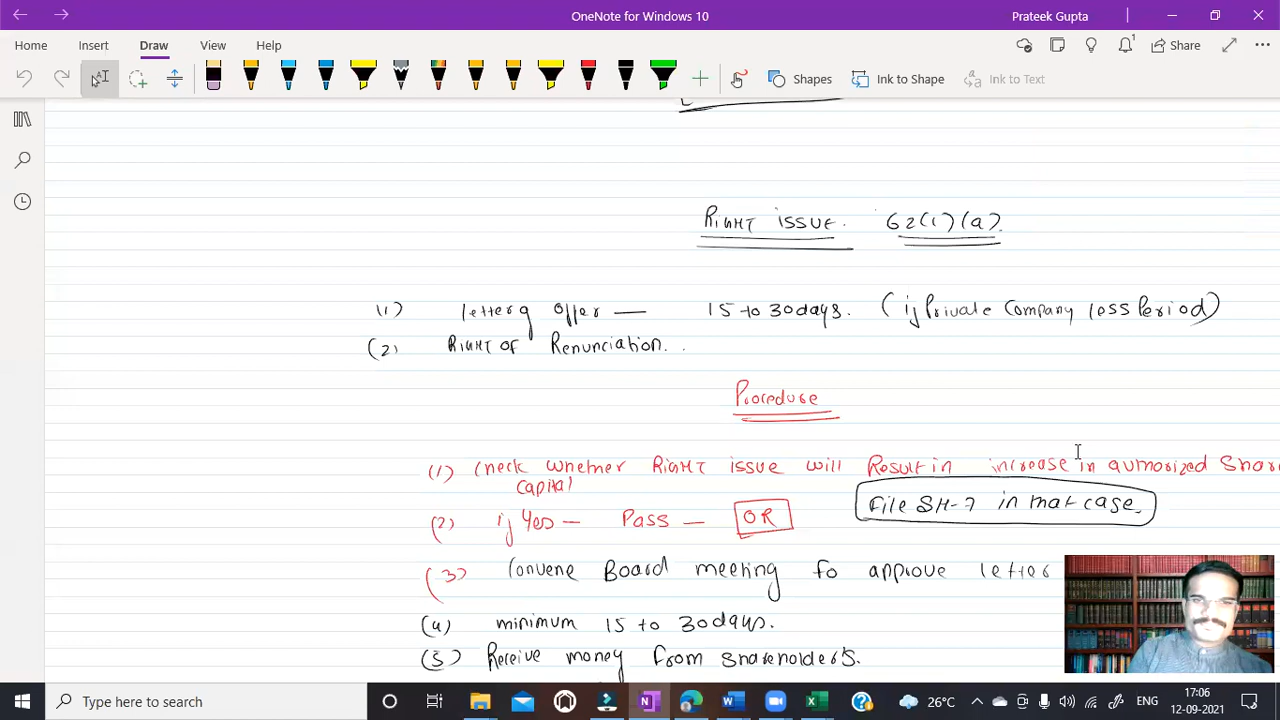 OneNote for Windows 10
Prateek Gupta
Home Insert Draw View Help
Share
Shapes
Ink to Shape
Ink to Text
RIGHT issue. 62(1)(a).
(1) letter of offer — 15 to 30 days. (if Private Company less Period)
(2) RIGHT OF Renunciation.
Procedure
(1) Check whether RIGHT issue will Result in increase in authorized Share
capital
File SH-7 in that case.
(2) if Yes — Pass — OR
(3) Convene Board meeting to approve letter
(4) minimum 15 to 30 days.
(5) Receive money from shareholders.
Type here to search
26°C
ENG
17:06
12-09-2021